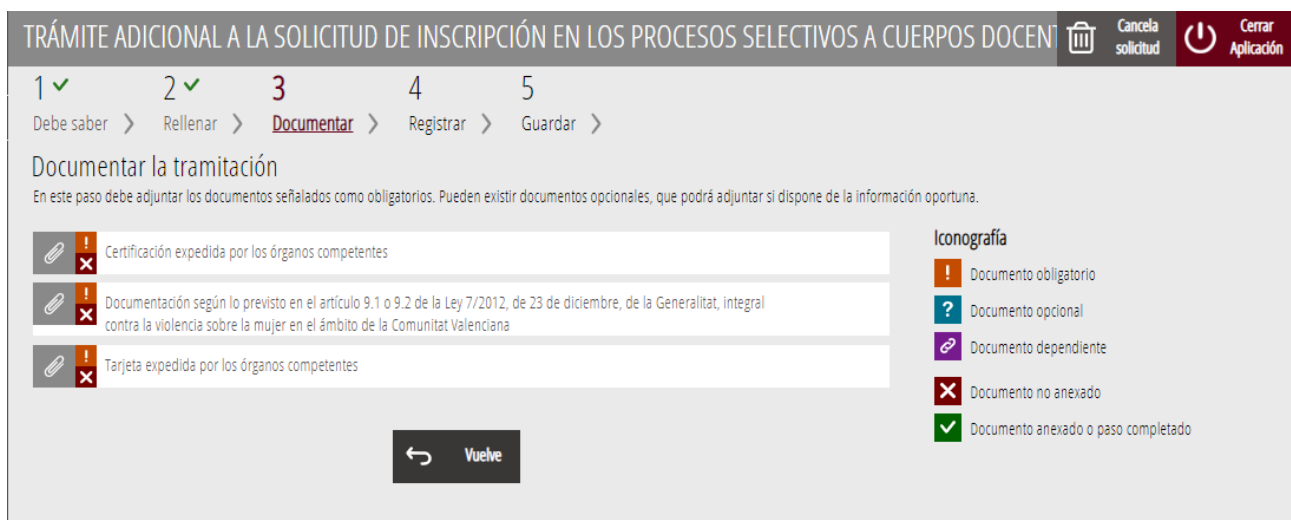 TRÁMITE ADICIONAL A LA SOLICITUD DE INSCRIPCIÓN EN LOS PROCESOS SELECTIVOS A CUERPOS DOCENT
Cancela
solicitud
Cerrar
Aplicación
1 2 3 4 5
Debe saber Rellenar Documentar Registrar Guardar
Documentar la tramitación
En este paso debe adjuntar los documentos señalados como obligatorios. Pueden existir documentos opcionales, que podrá adjuntar si dispone de la información oportuna.
Certificación expedida por los órganos competentes
Documentación según lo previsto en el artículo 9.1 o 9.2 de la Ley 7/2012, de 23 de diciembre, de la Generalitat, integral
contra la violencia sobre la mujer en el ámbito de la Comunitat Valenciana
Tarjeta expedida por los órganos competentes
Vuelve
Iconografía
! Documento obligatorio
? Documento opcional
Documento dependiente
Documento no anexado
Documento anexado o paso completado